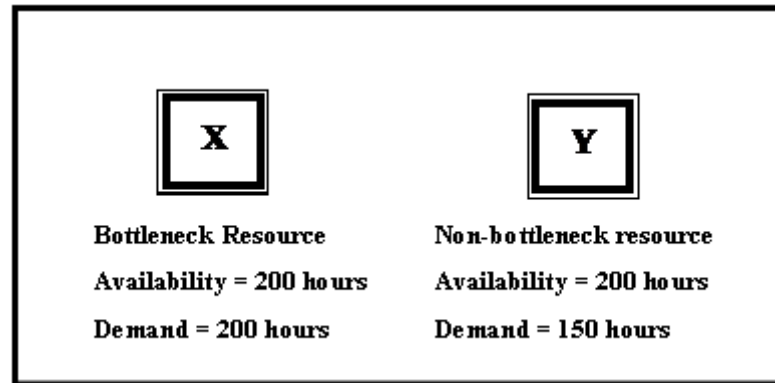 X
Y
Bottleneck Resource
Non-bottleneck resource
Availability = 200 hours
Availability = 200 hours
Demand = 200 hours
Demand = 150 hours